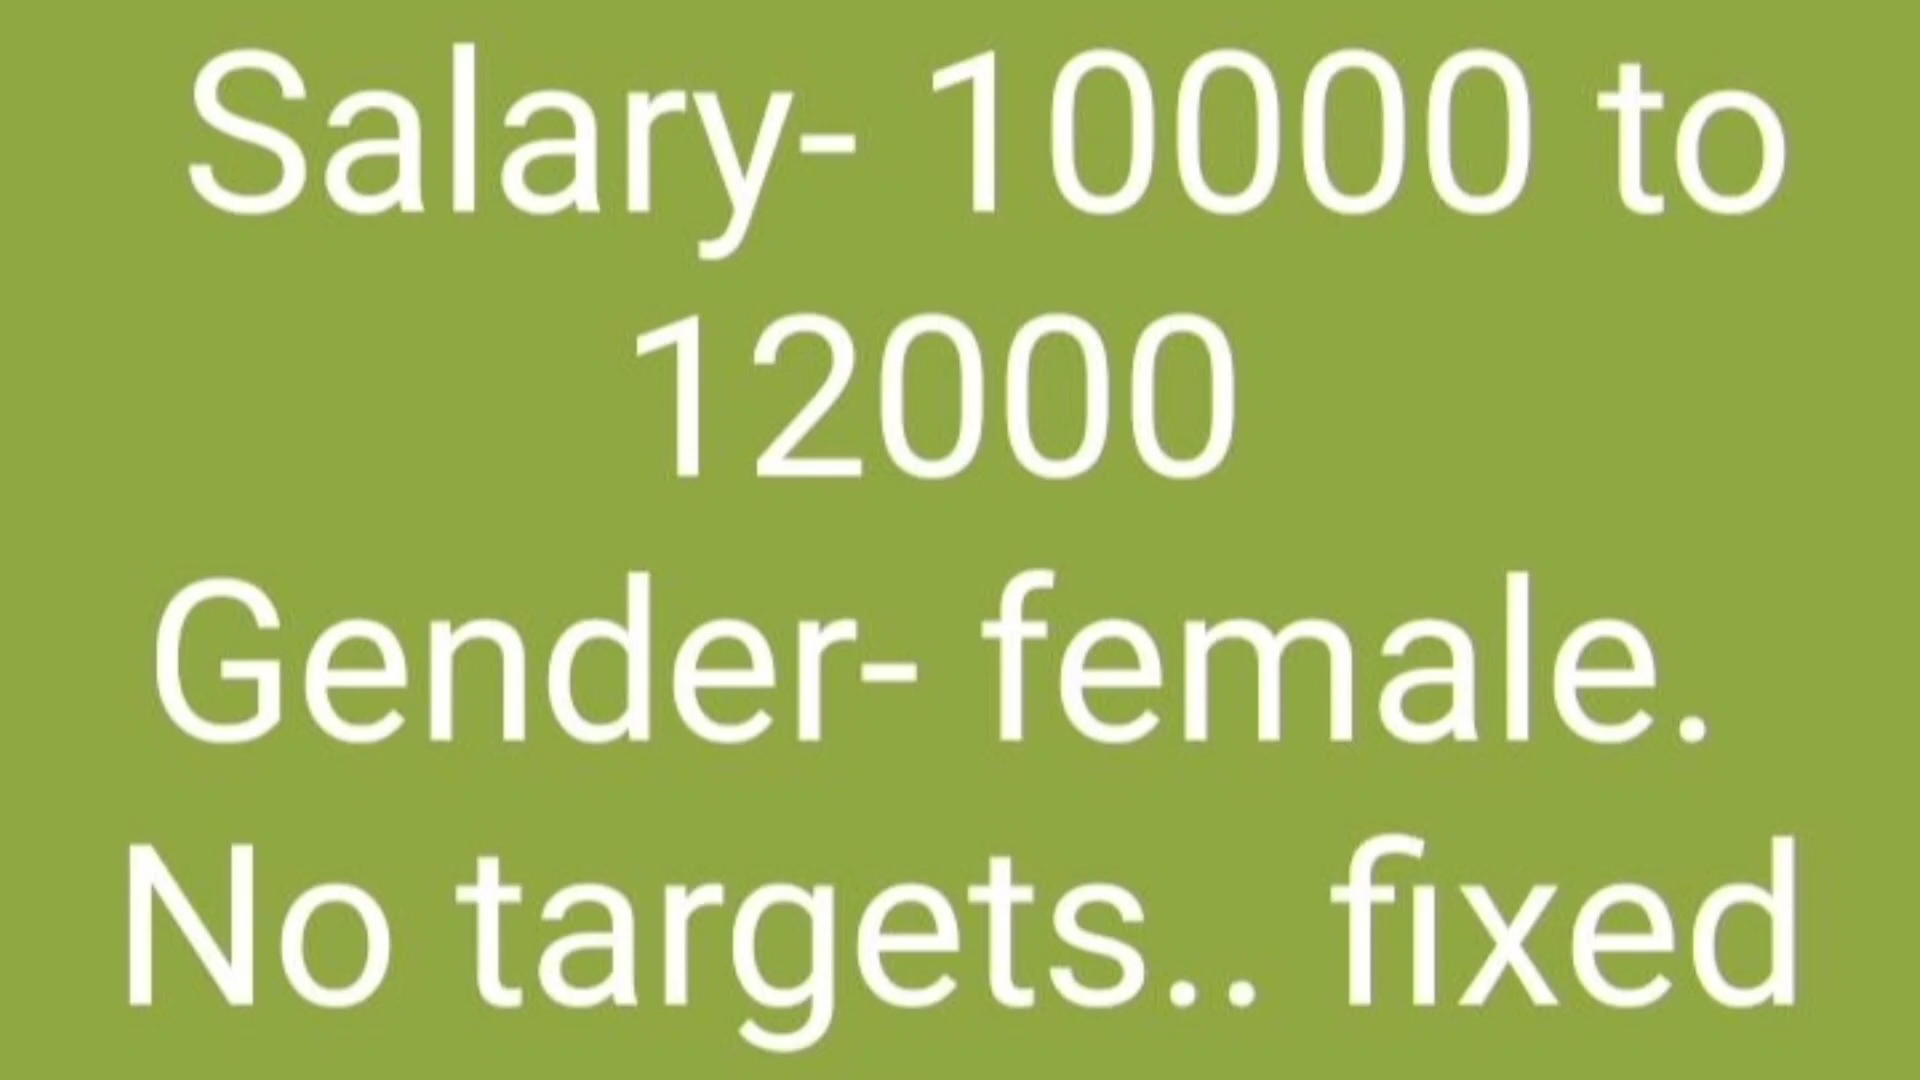 Salary- 10000 to
12000
Gender- female.
No targets.. fixed